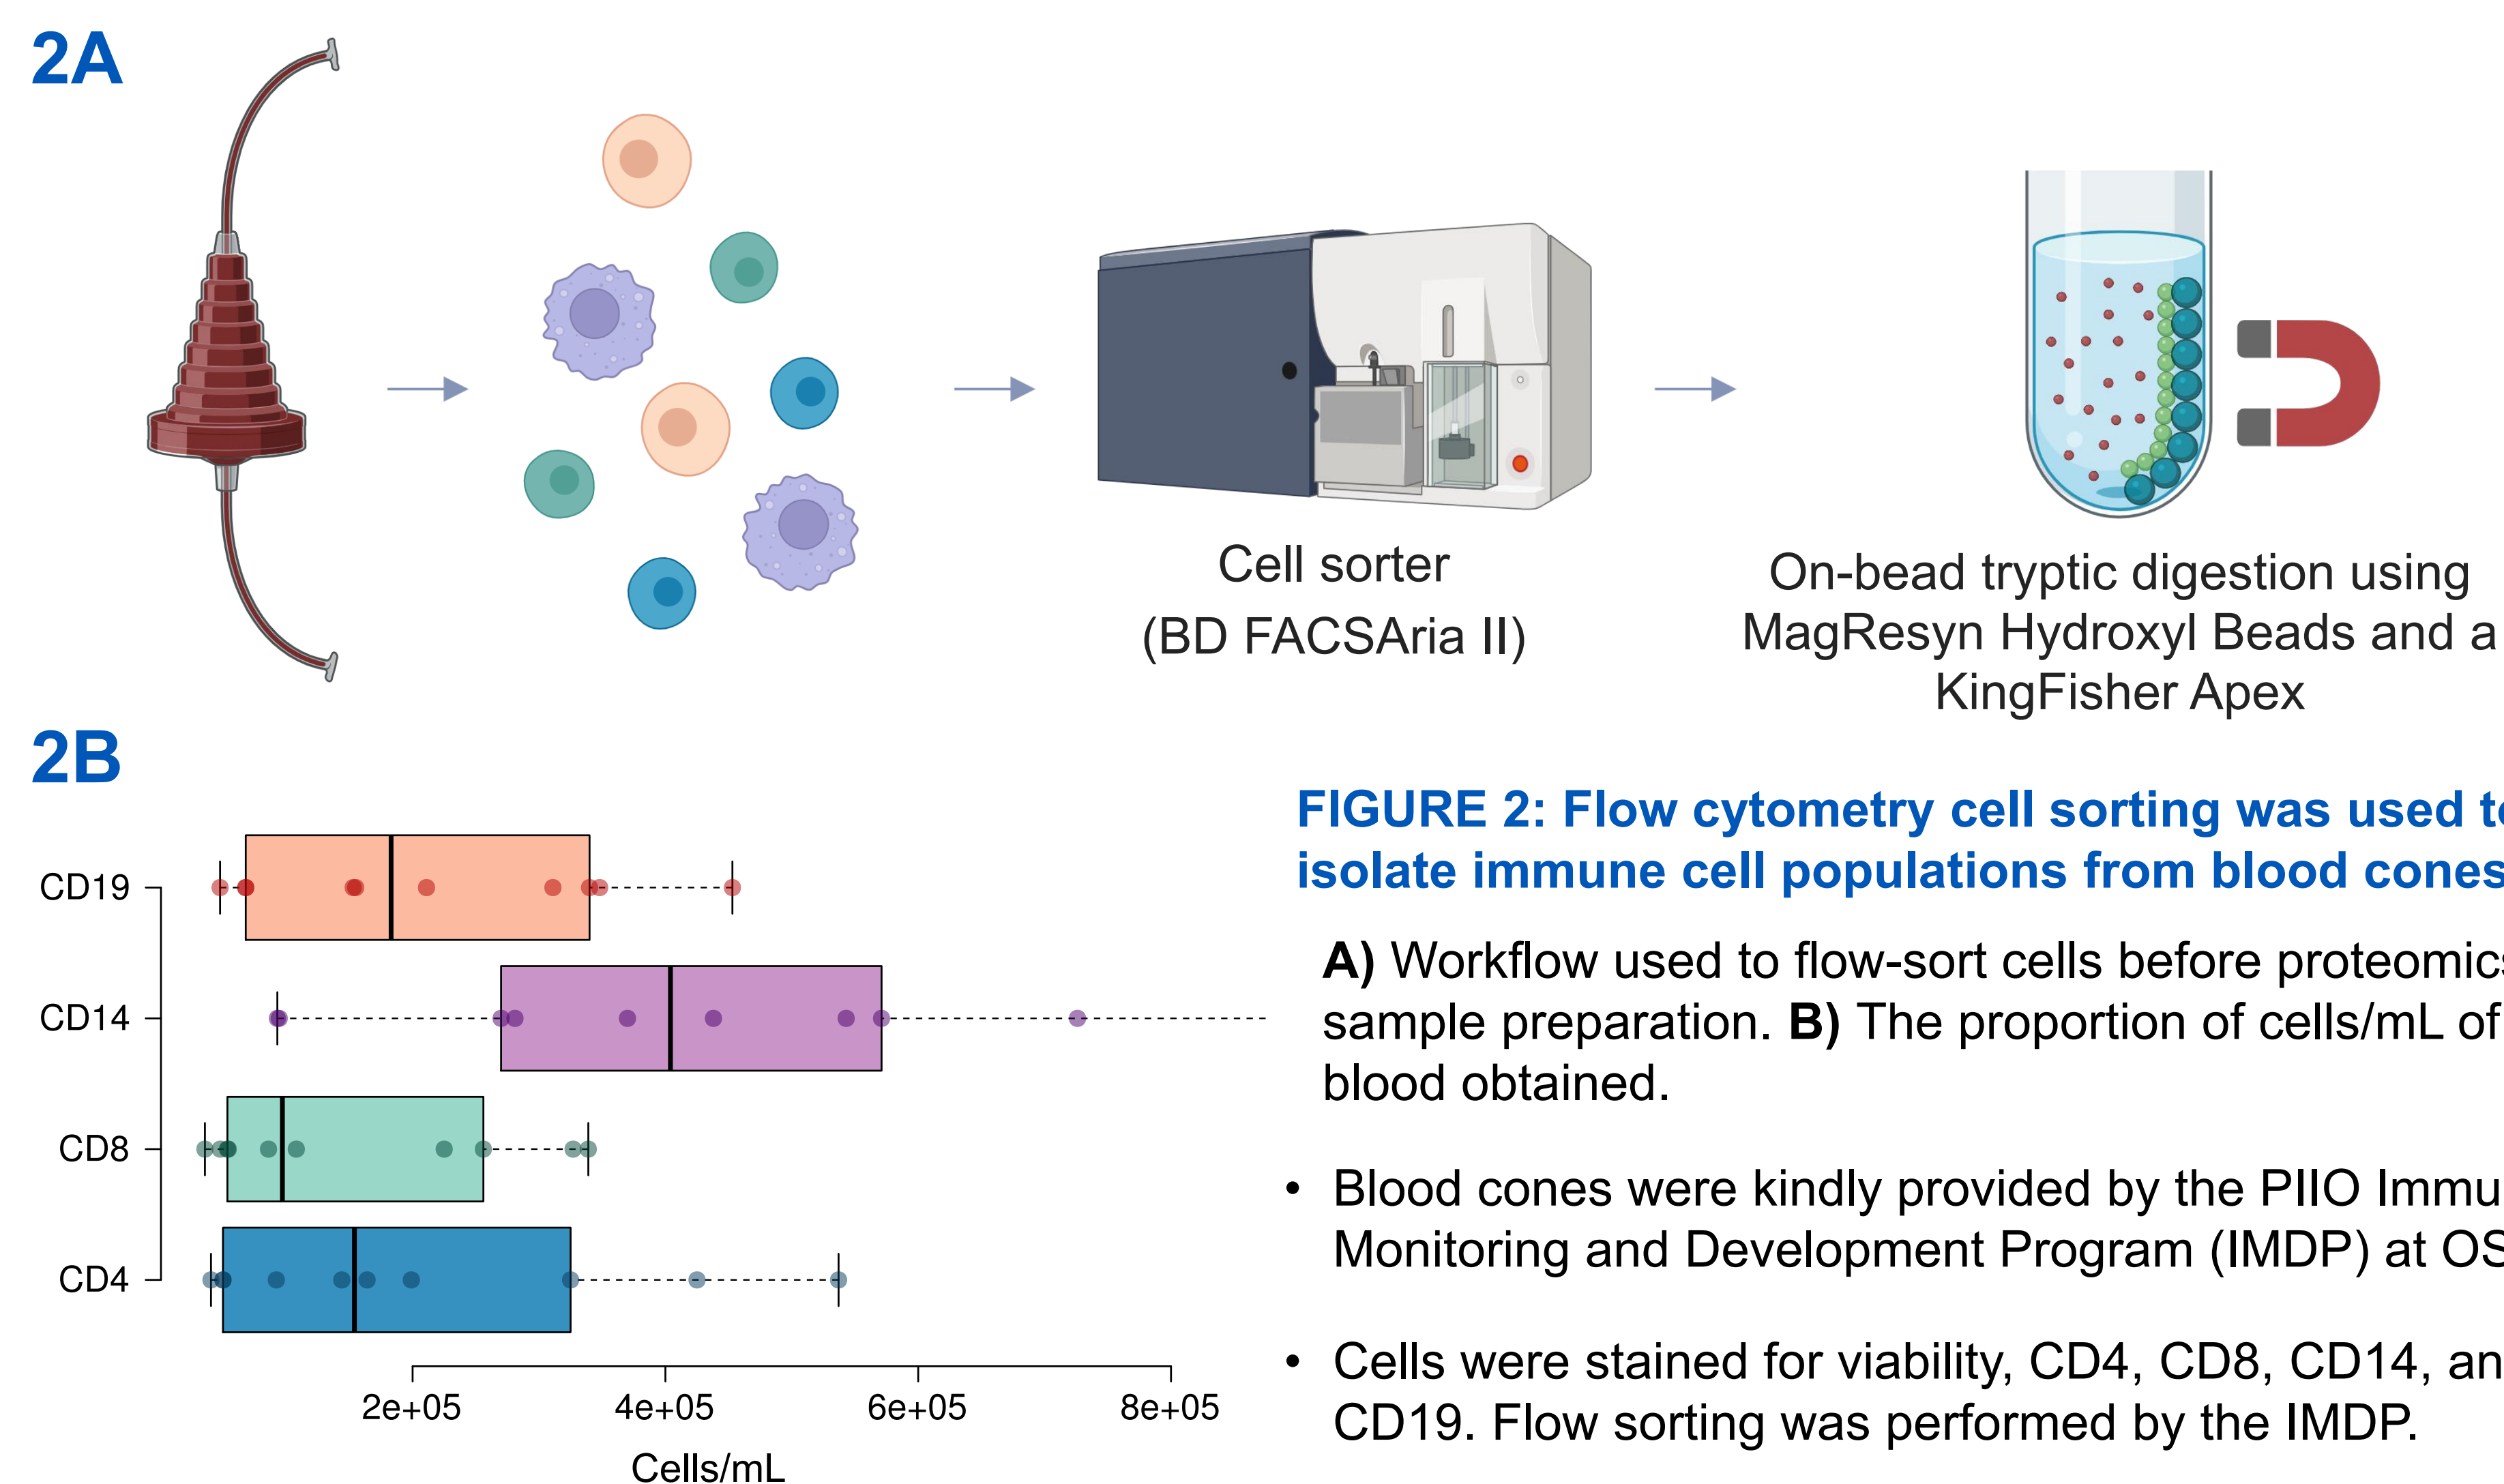 2A
Cell sorter
(BD FACSAria II)
On-bead tryptic digestion using
MagResyn Hydroxyl Beads and a
KingFisher Apex
2B
CD19
CD14
CD8
CD4
2e+05 4e+05 6e+05 8e+05
Cells/mL
FIGURE 2: Flow cytometry cell sorting was used
isolate immune cell populations from blood cones
A) Workflow used to flow-sort cells before proteomics
sample preparation. B) The proportion of cells/mL of
blood obtained.
• Blood cones were kindly provided by the PIIO
Monitoring and Development Program (IMDP) at
• Cells were stained for viability, CD4, CD8, CD14,
CD19. Flow sorting was performed by the IMDP.